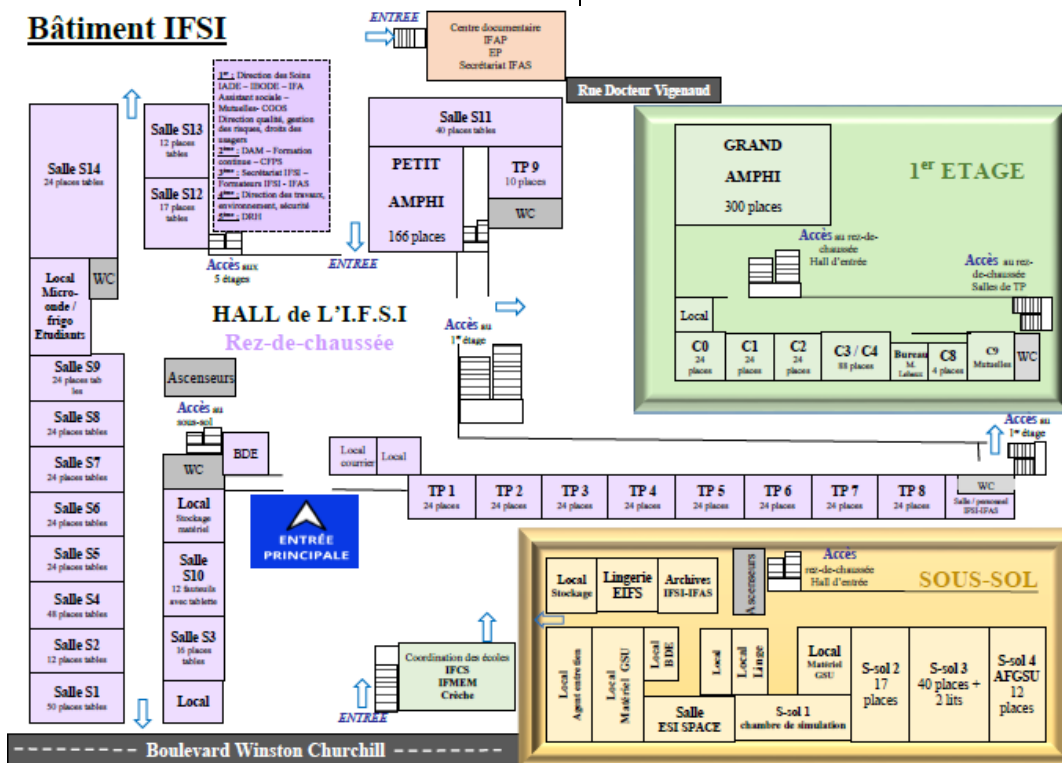 Bâtiment IFSI
ENTREE
Centre documentaire
IFAP
EP
Secrétariat IFAS
Rue Docteur Vigenaud
1er : Direction des Soins
IADE – IBODE – IFA
Assistant sociale –
Mutuelles- CGOS
Direction qualité, gestion
des risques, droits des
usagers
2ème : DAM – Formation
continue – CFPS
3ème : Secrétariat IFSI –
Formateurs IFSI - IFAS
4ème : Direction des travaux,
environnement, sécurité
5ème : DRH
Salle S14
24 places tables
Salle S13
12 places
tables
Salle S12
17 places
tables
Accès aux
5 étages
ENTREE
Salle S11
40 places tables
PETIT
AMPHI
166 places
TP 9
10 places
WC
Local
Micro-
onde /
frigo
Etudiants
WC
HALL de L'I.F.S.I
Rez-de-chaussée
Accès au
1er étage
Salle S9
24 places tab
les
Salle S8
24 places tables
Salle S7
24 places tables
Salle S6
24 places tables
Salle S5
24 places tables
Salle S4
48 places tables
Salle S2
12 places tables
Salle S1
50 places tables
Ascenseurs
Accès au
sous-sol
WC
BDE
Local
Stockage
matériel
Salle
S10
12 fauteuils
avec tablette
Salle S3
16 places
tables
Local
ENTRÉE
PRINCIPALE
Local
courrier
Local
TP 1
24 places
TP 2
24 places
TP 3
24 places
TP 4
24 places
TP 5
24 places
TP 6
24 places
TP 7
24 places
TP 8
24 places
WC
Salle / personnel
IFSI-IFAS
Accès au
1er étage
1er ETAGE
GRAND
AMPHI
300 places
Accès au rez-de-
chaussée
Hall d'entrée
Accès au rez-
de-chaussée
Salles de TP
Local
C0
24
places
C1
24
places
C2
24
places
C3 / C4
88 places
Bureau
M.
C8
4 places
C9
Mutuelles
WC
SOUS-SOL
Local
Stockage
Lingerie
EIFS
Archives
IFSI-IFAS
Ascenseurs
Accès
rez-de-chaussée
Hall d'entrée
Local
Agent entretien
Local
Matériel GSU
Local
BDE
Local
Local
Linge
Local
Matériel
GSU
Salle
ESI SPACE
S-sol 1
chambre de simulation
S-sol 2
17
places
S-sol 3
40 places +
2 lits
S-sol 4
AFGSU
12
places
Coordination des écoles
IFCS
IFMEM
Crèche
ENTREE
Boulevard Winston Churchill